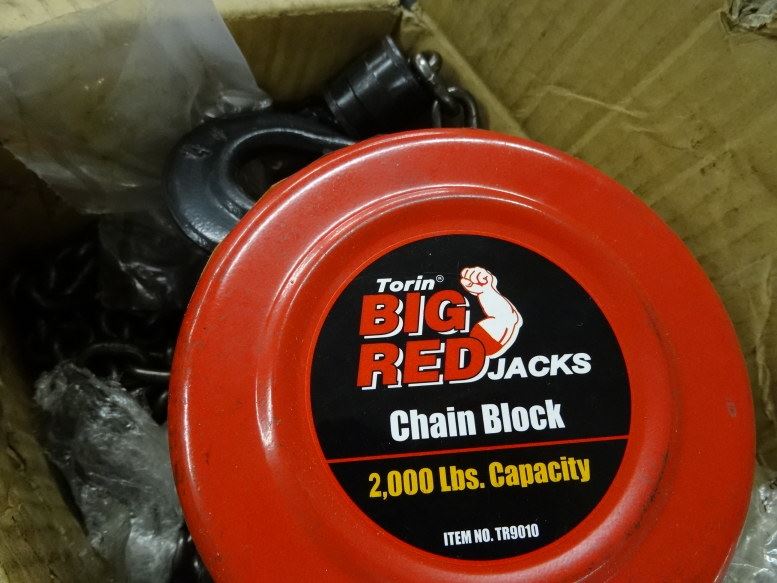 Torin®
BIG
RED JACKS
Chain Block
2,000 Lbs. Capacity
ITEM NO. TR9010